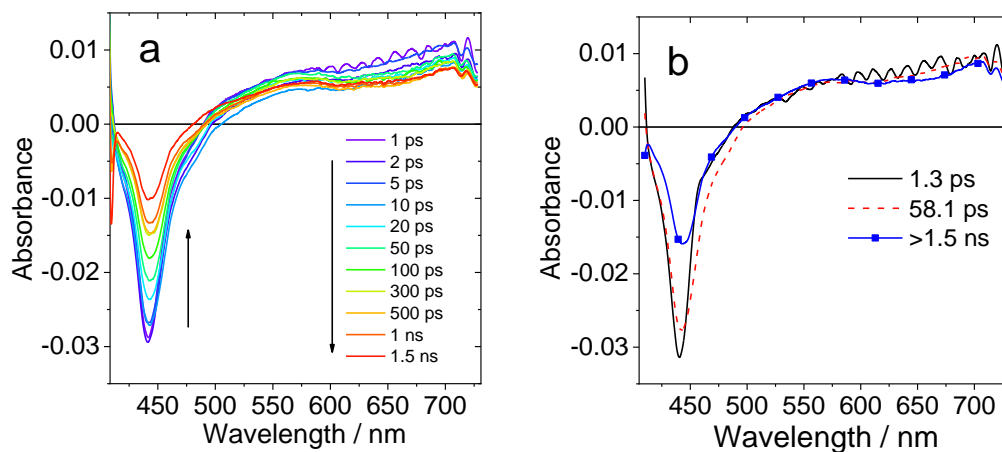 a
Absorbance
0.01
0.00
-0.01
-0.02
-0.03
1 ps
2 ps
5 ps
10 ps
20 ps
50 ps
100 ps
300 ps
500 ps
1 ns
1.5 ns
450 500 550 600 650 700
Wavelength / nm
b
Absorbance
0.01
0.00
-0.01
-0.02
-0.03
1.3 ps
58.1 ps
>1.5 ns
450 500 550 600 650 700
Wavelength / nm